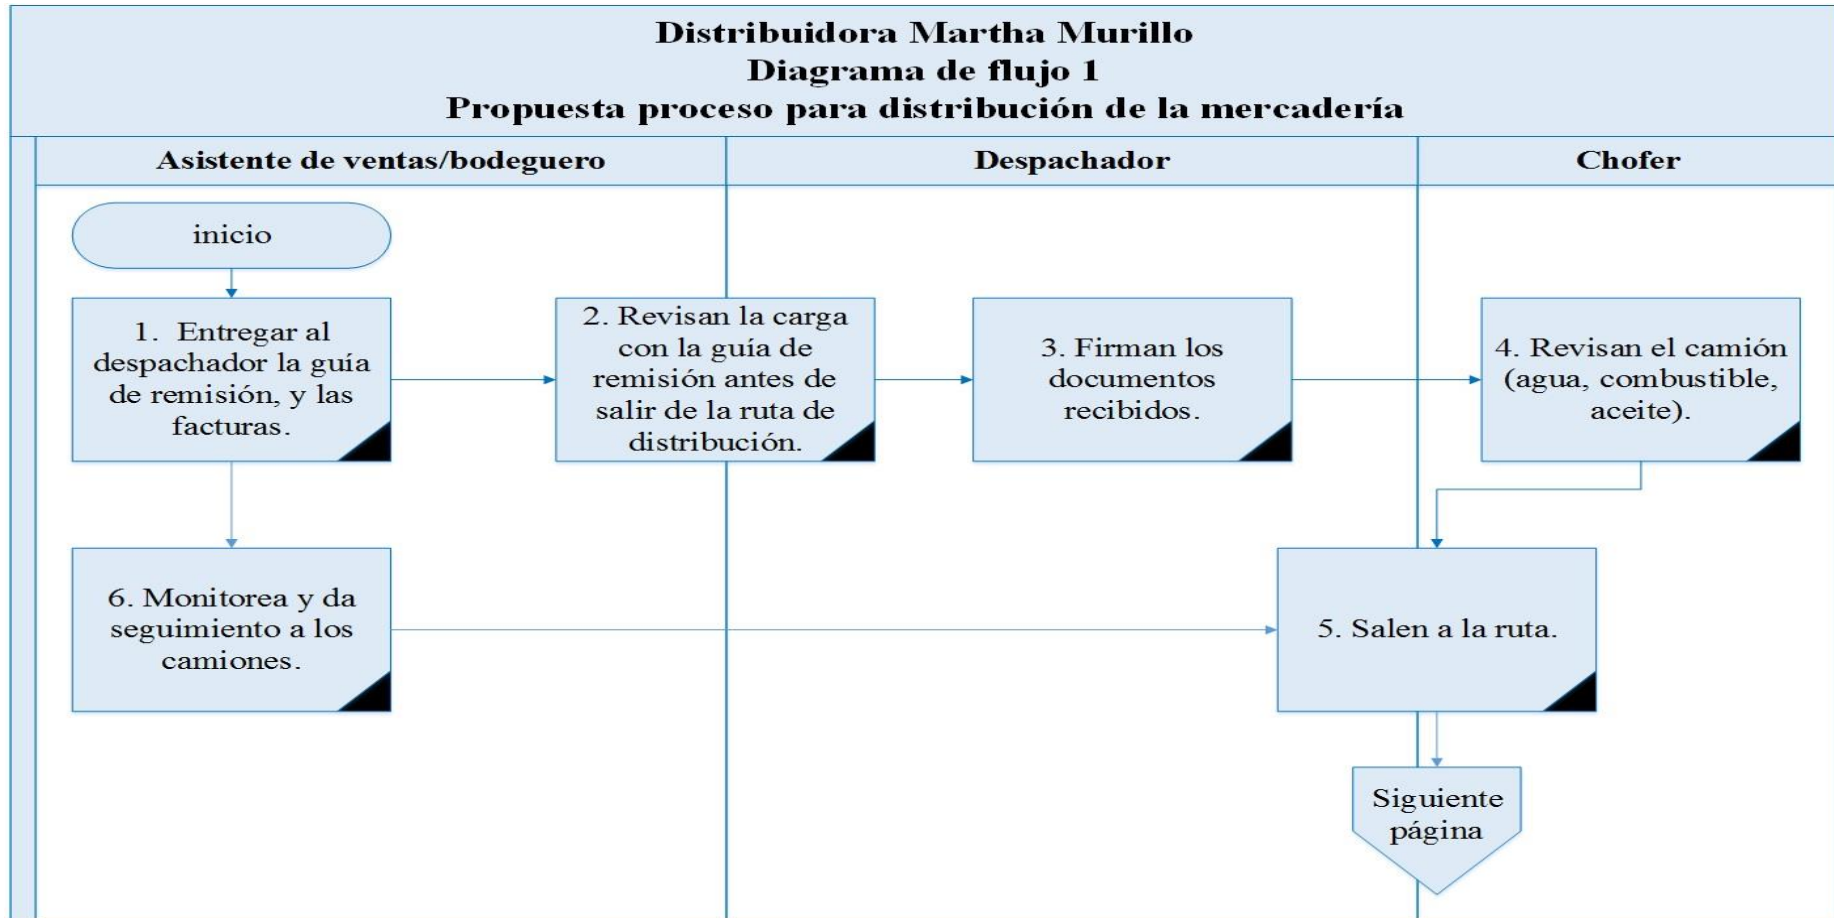 Distribuidora Martha Murillo
Diagrama de flujo 1
Propuesta proceso para distribución de la mercadería
Asistente de ventas/bodeguero
Despachador
Chofer
inicio
1. Entregar al
despachador la guía
de remisión, y las
facturas.
2. Revisan la carga
con la guía de
remisión antes de
salir de la ruta de
distribución.
3. Firman los
documentos
recibidos.
4. Revisan el camión
(agua, combustible,
aceite).
6. Monitorea y da
seguimiento a los
camiones.
5. Salen a la ruta.
Siguiente
página